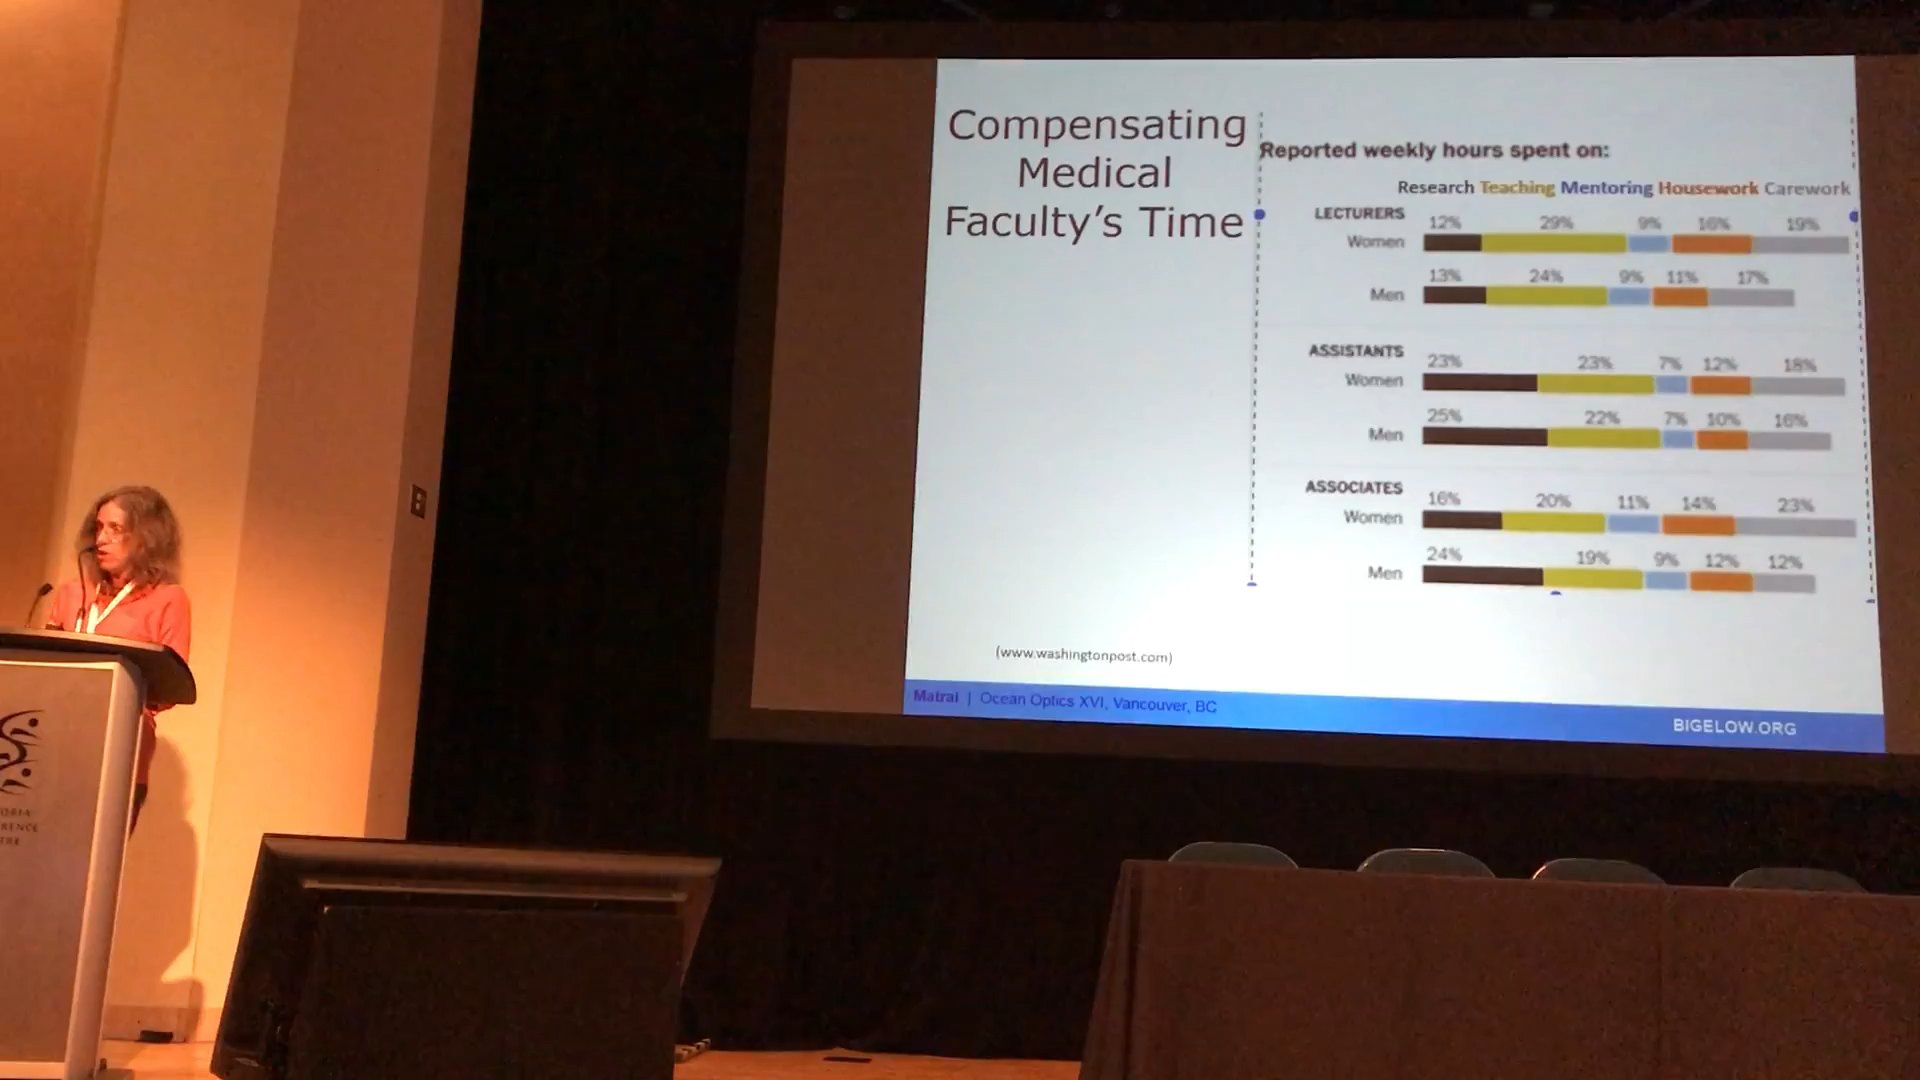 Compensating
Medical
Faculty's Time
Reported weekly hours spent on:
Research Teaching Mentoring Housework Carework
LECTURERS
12% 29% 9% 16% 19%
Women
13% 24% 9% 11% 17%
Men
ASSISTANTS
23% 23% 7% 12% 18%
Women
25% 22% 7% 10% 16%
Men
ASSOCIATES
16% 20% 11% 14% 23%
Women
24% 19% 9% 12% 12%
Men
(www.washingtonpost.com)
Matrai | Ocean Optics XVI, Vancouver, BC
BIGELOW.ORG
ORIA
RENCE
TRE